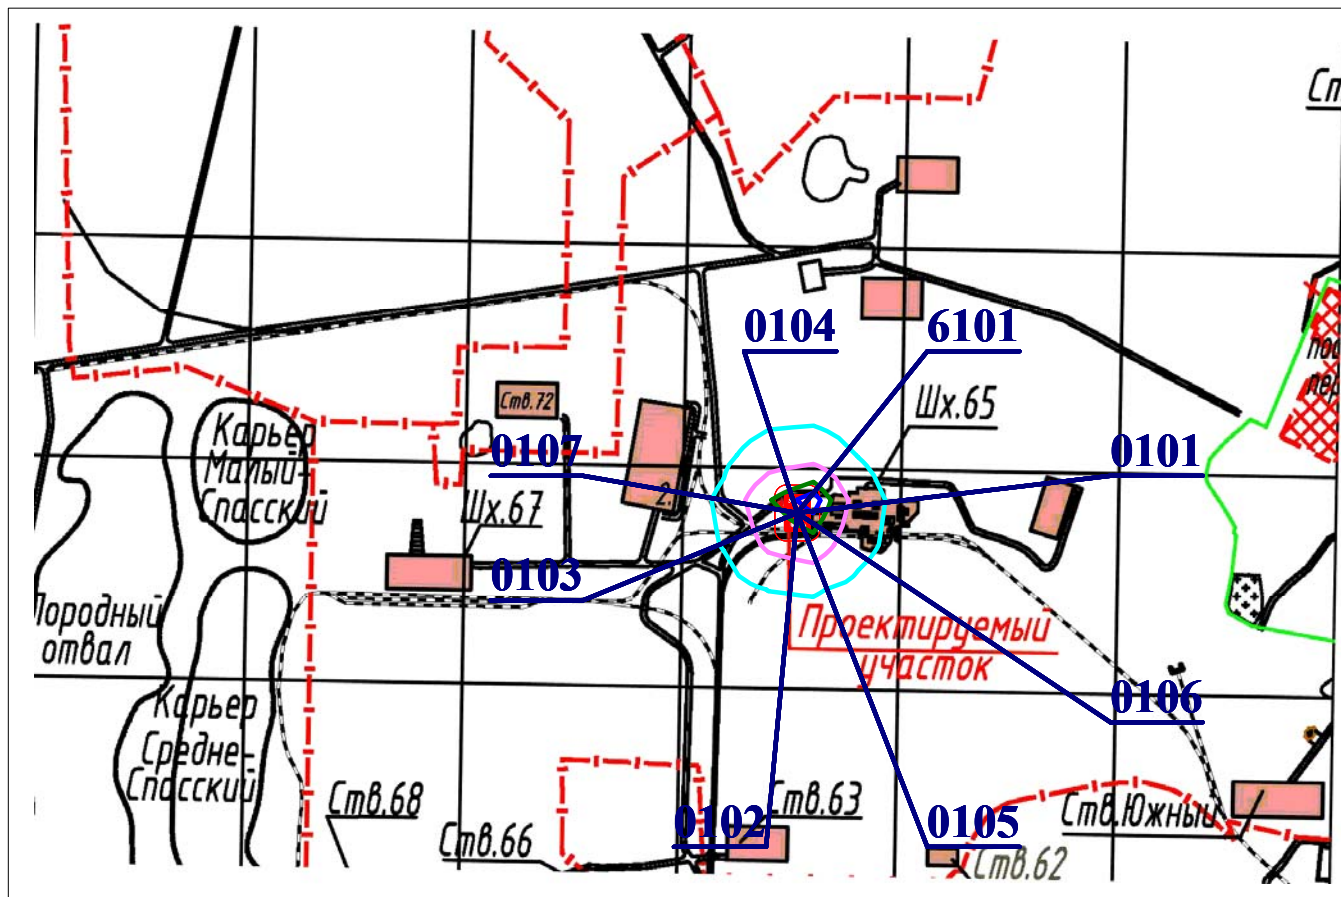 Ст
0104
6101
Ств.72
Шх.65
Карьер
Малый-
Спасский
0107
0101
2.
Шх.67
0103
Породный
отвал
Проектируемый
участок
Карьер
Средне-
Спасский
0106
Ств.68
Ств.66
0102
Ств.63
0105
Ств.62
Ств.Южный